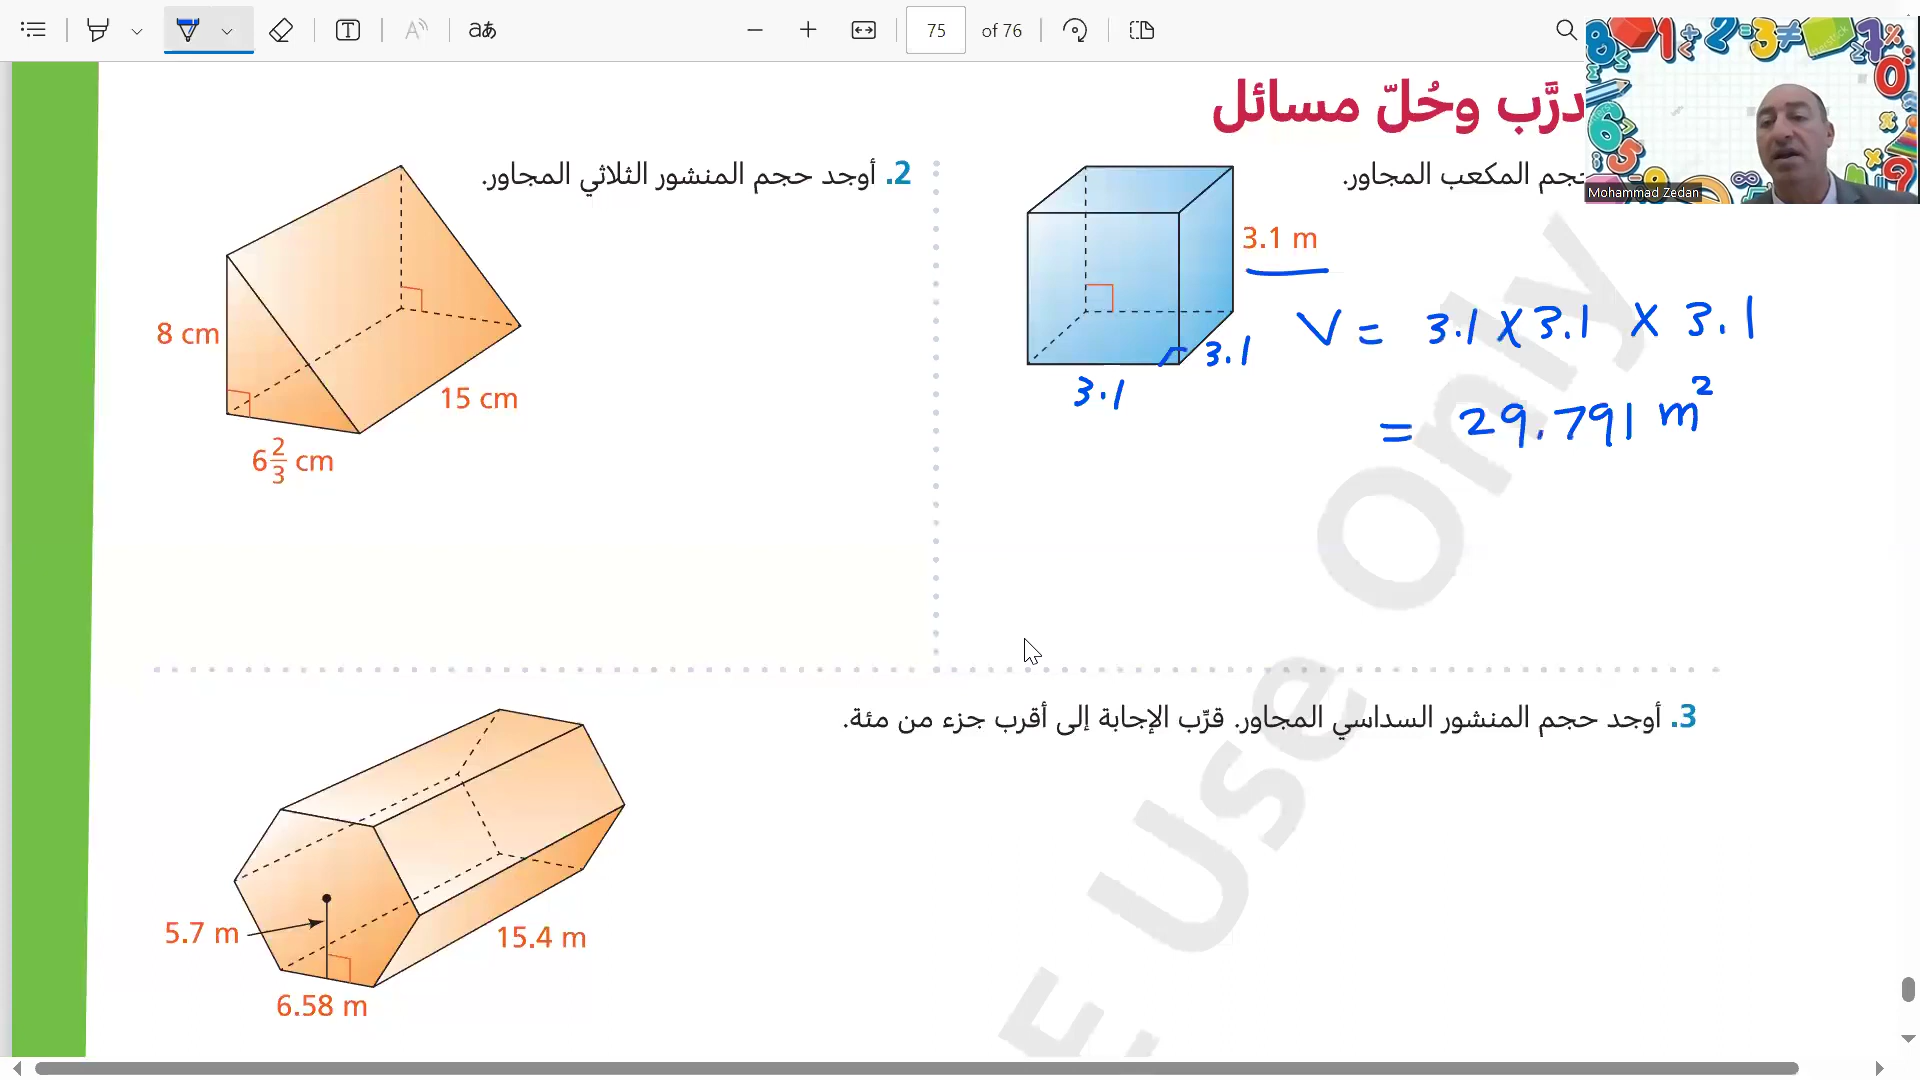 75 of 76
درَّب وحُلّ مسائل
Mohammad Zedan
حجم المكعب المجاور.
3.1 m
3.1
3.1
V = 3.1 X 3.1 X 3.1
= 29.791 m²
2. أوجد حجم المنشور الثلاثي المجاور.
8 cm
15 cm
6 2/3 cm
3. أوجد حجم المنشور السداسي المجاور. قرِّب الإجابة إلى أقرب جزء من مئة.
5.7 m
15.4 m
6.58 m
Use Only